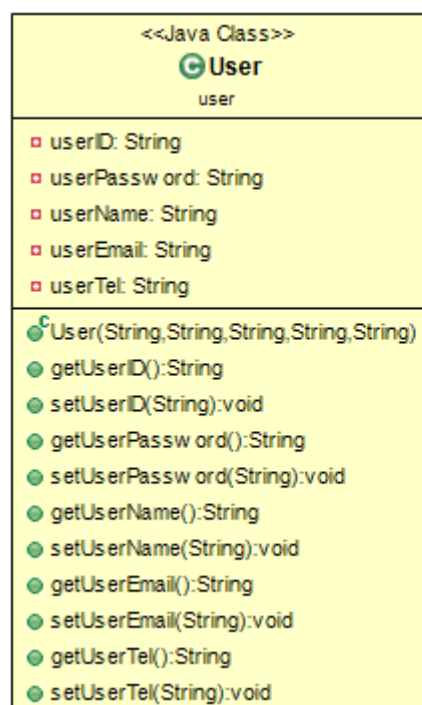 <<Java Class>>
User
user
userID: String
userPassword: String
userName: String
userEmail: String
userTel: String
User(String,String,String,String,String)
getUserID():String
setUserID(String):void
getUserPassword():String
setUserPassword(String):void
getUserName():String
setUserName(String):void
getUserEmail():String
setUserEmail(String):void
getUserTel():String
setUserTel(String):void